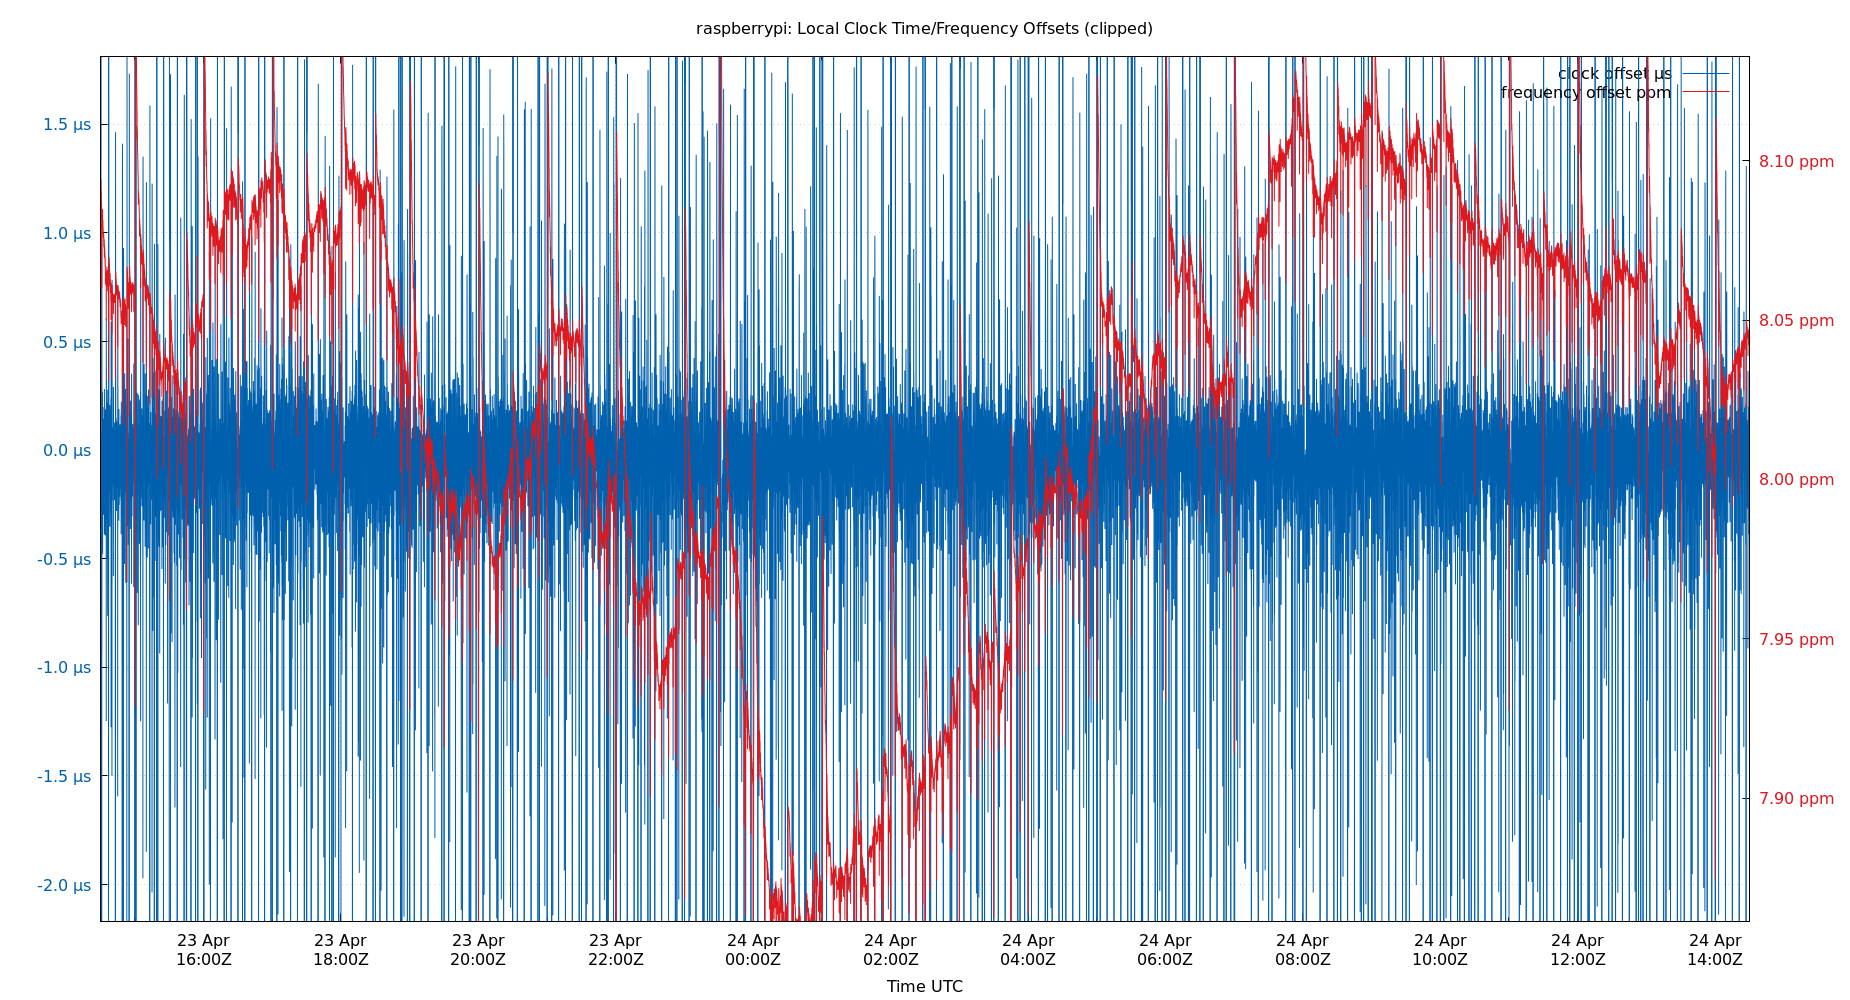 raspberrypi: Local Clock Time/Frequency Offsets (clipped)
clock offset μs
frequency offset ppm
1.5 μs
1.0 μs
0.5 μs
0.0 μs
-0.5 μs
-1.0 μs
-1.5 μs
-2.0 μs
8.10 ppm
8.05 ppm
8.00 ppm
7.95 ppm
7.90 ppm
23 Apr
16:00Z
23 Apr
18:00Z
23 Apr
20:00Z
23 Apr
22:00Z
24 Apr
00:00Z
24 Apr
02:00Z
24 Apr
04:00Z
24 Apr
06:00Z
24 Apr
08:00Z
24 Apr
10:00Z
24 Apr
12:00Z
24 Apr
14:00Z
Time UTC